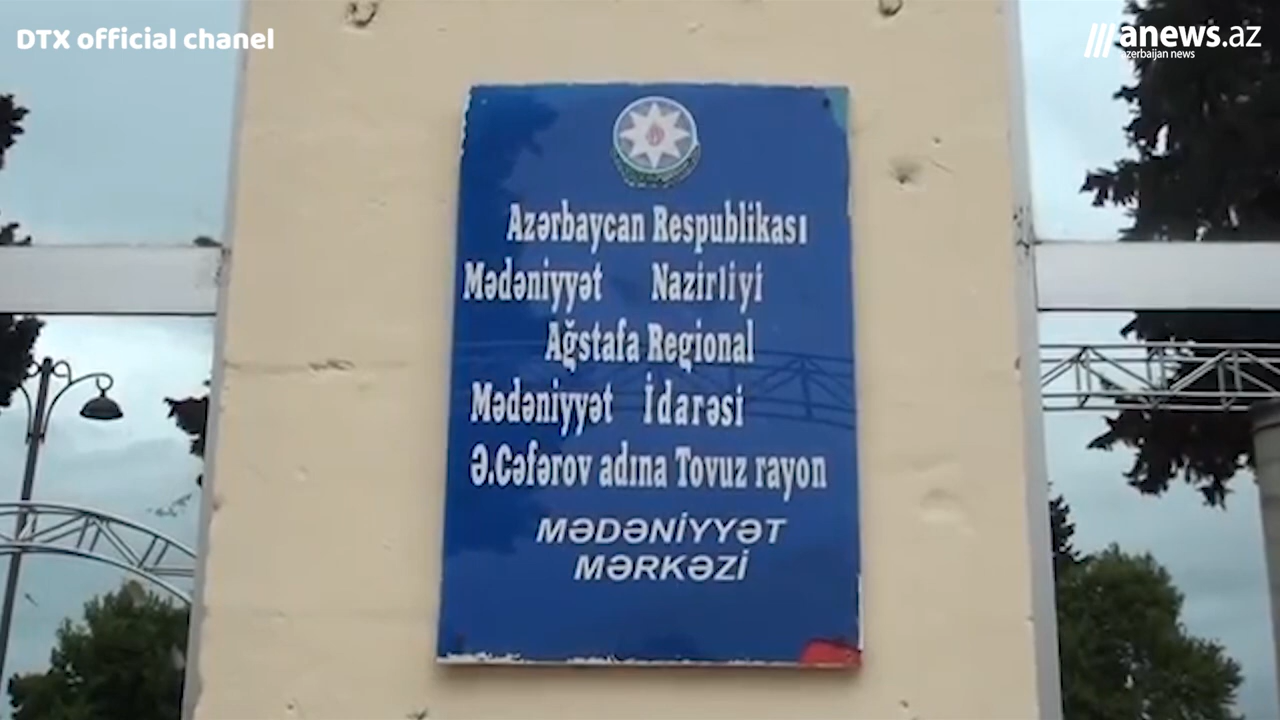 DTX official chanel
anews.az
azerbaijan news
Azərbaycan Respublikası
Mədəniyyət Nazirliyi
Ağstafa Regional
Mədəniyyət İdarəsi
Ə.Cəfərov adına Tovuz rayon
MƏDƏNİYYƏT
MƏRKƏZİ